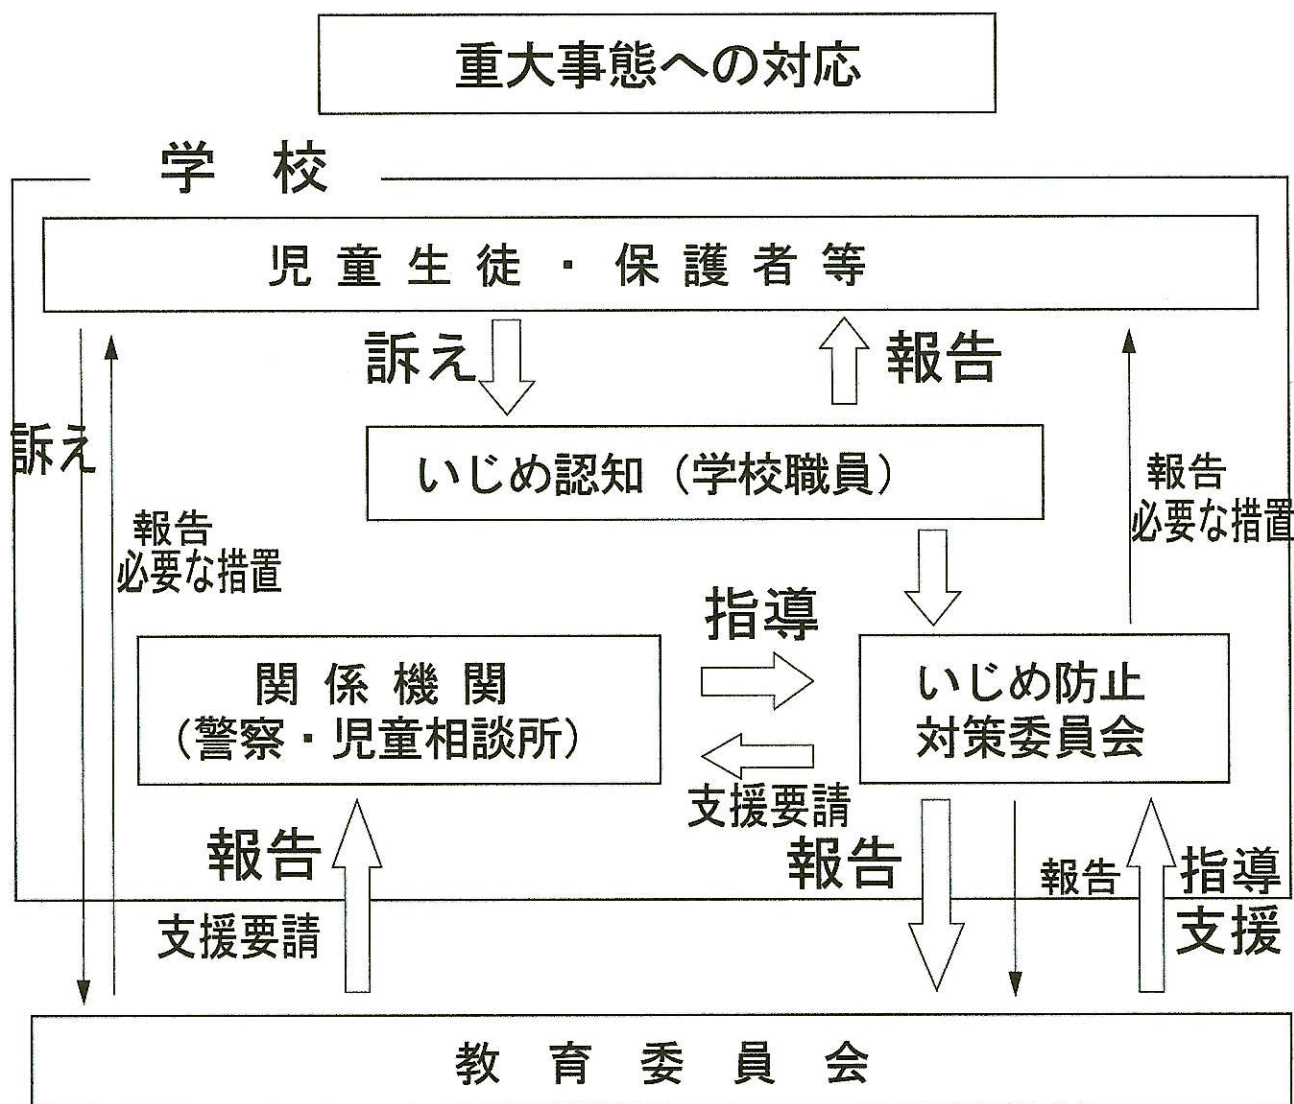 重大事態への対応
学 校
児 童 生 徒 ・ 保 護 者 等
訴え
報告
訴え
いじめ認知（学校職員）
報告
必要な措置
報告
必要な措置
指導
関 係 機 関
（警察・児童相談所）
いじめ防止
対策委員会
支援要請
報告
支援要請
報告
報告
指導
支援
教 育 委 員 会